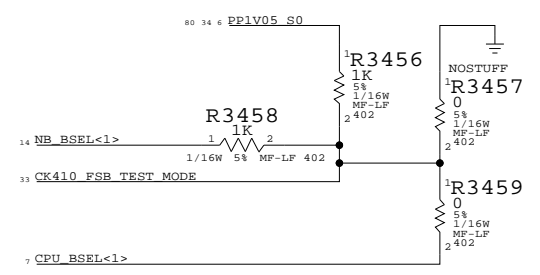 80 34 6 PP1V05_S0
1 R3456
1K
5%
1/16W
MF-LF
2 402
NOSTUFF
1 R3457
0
5%
1/16W
MF-LF
2 402
R3458
1K
14 NB_BSEL<1> 1 2
1/16W 5% MF-LF 402
33 CK410_FSB_TEST_MODE
1 R3459
0
5%
1/16W
MF-LF
2 402
7 CPU_BSEL<1>